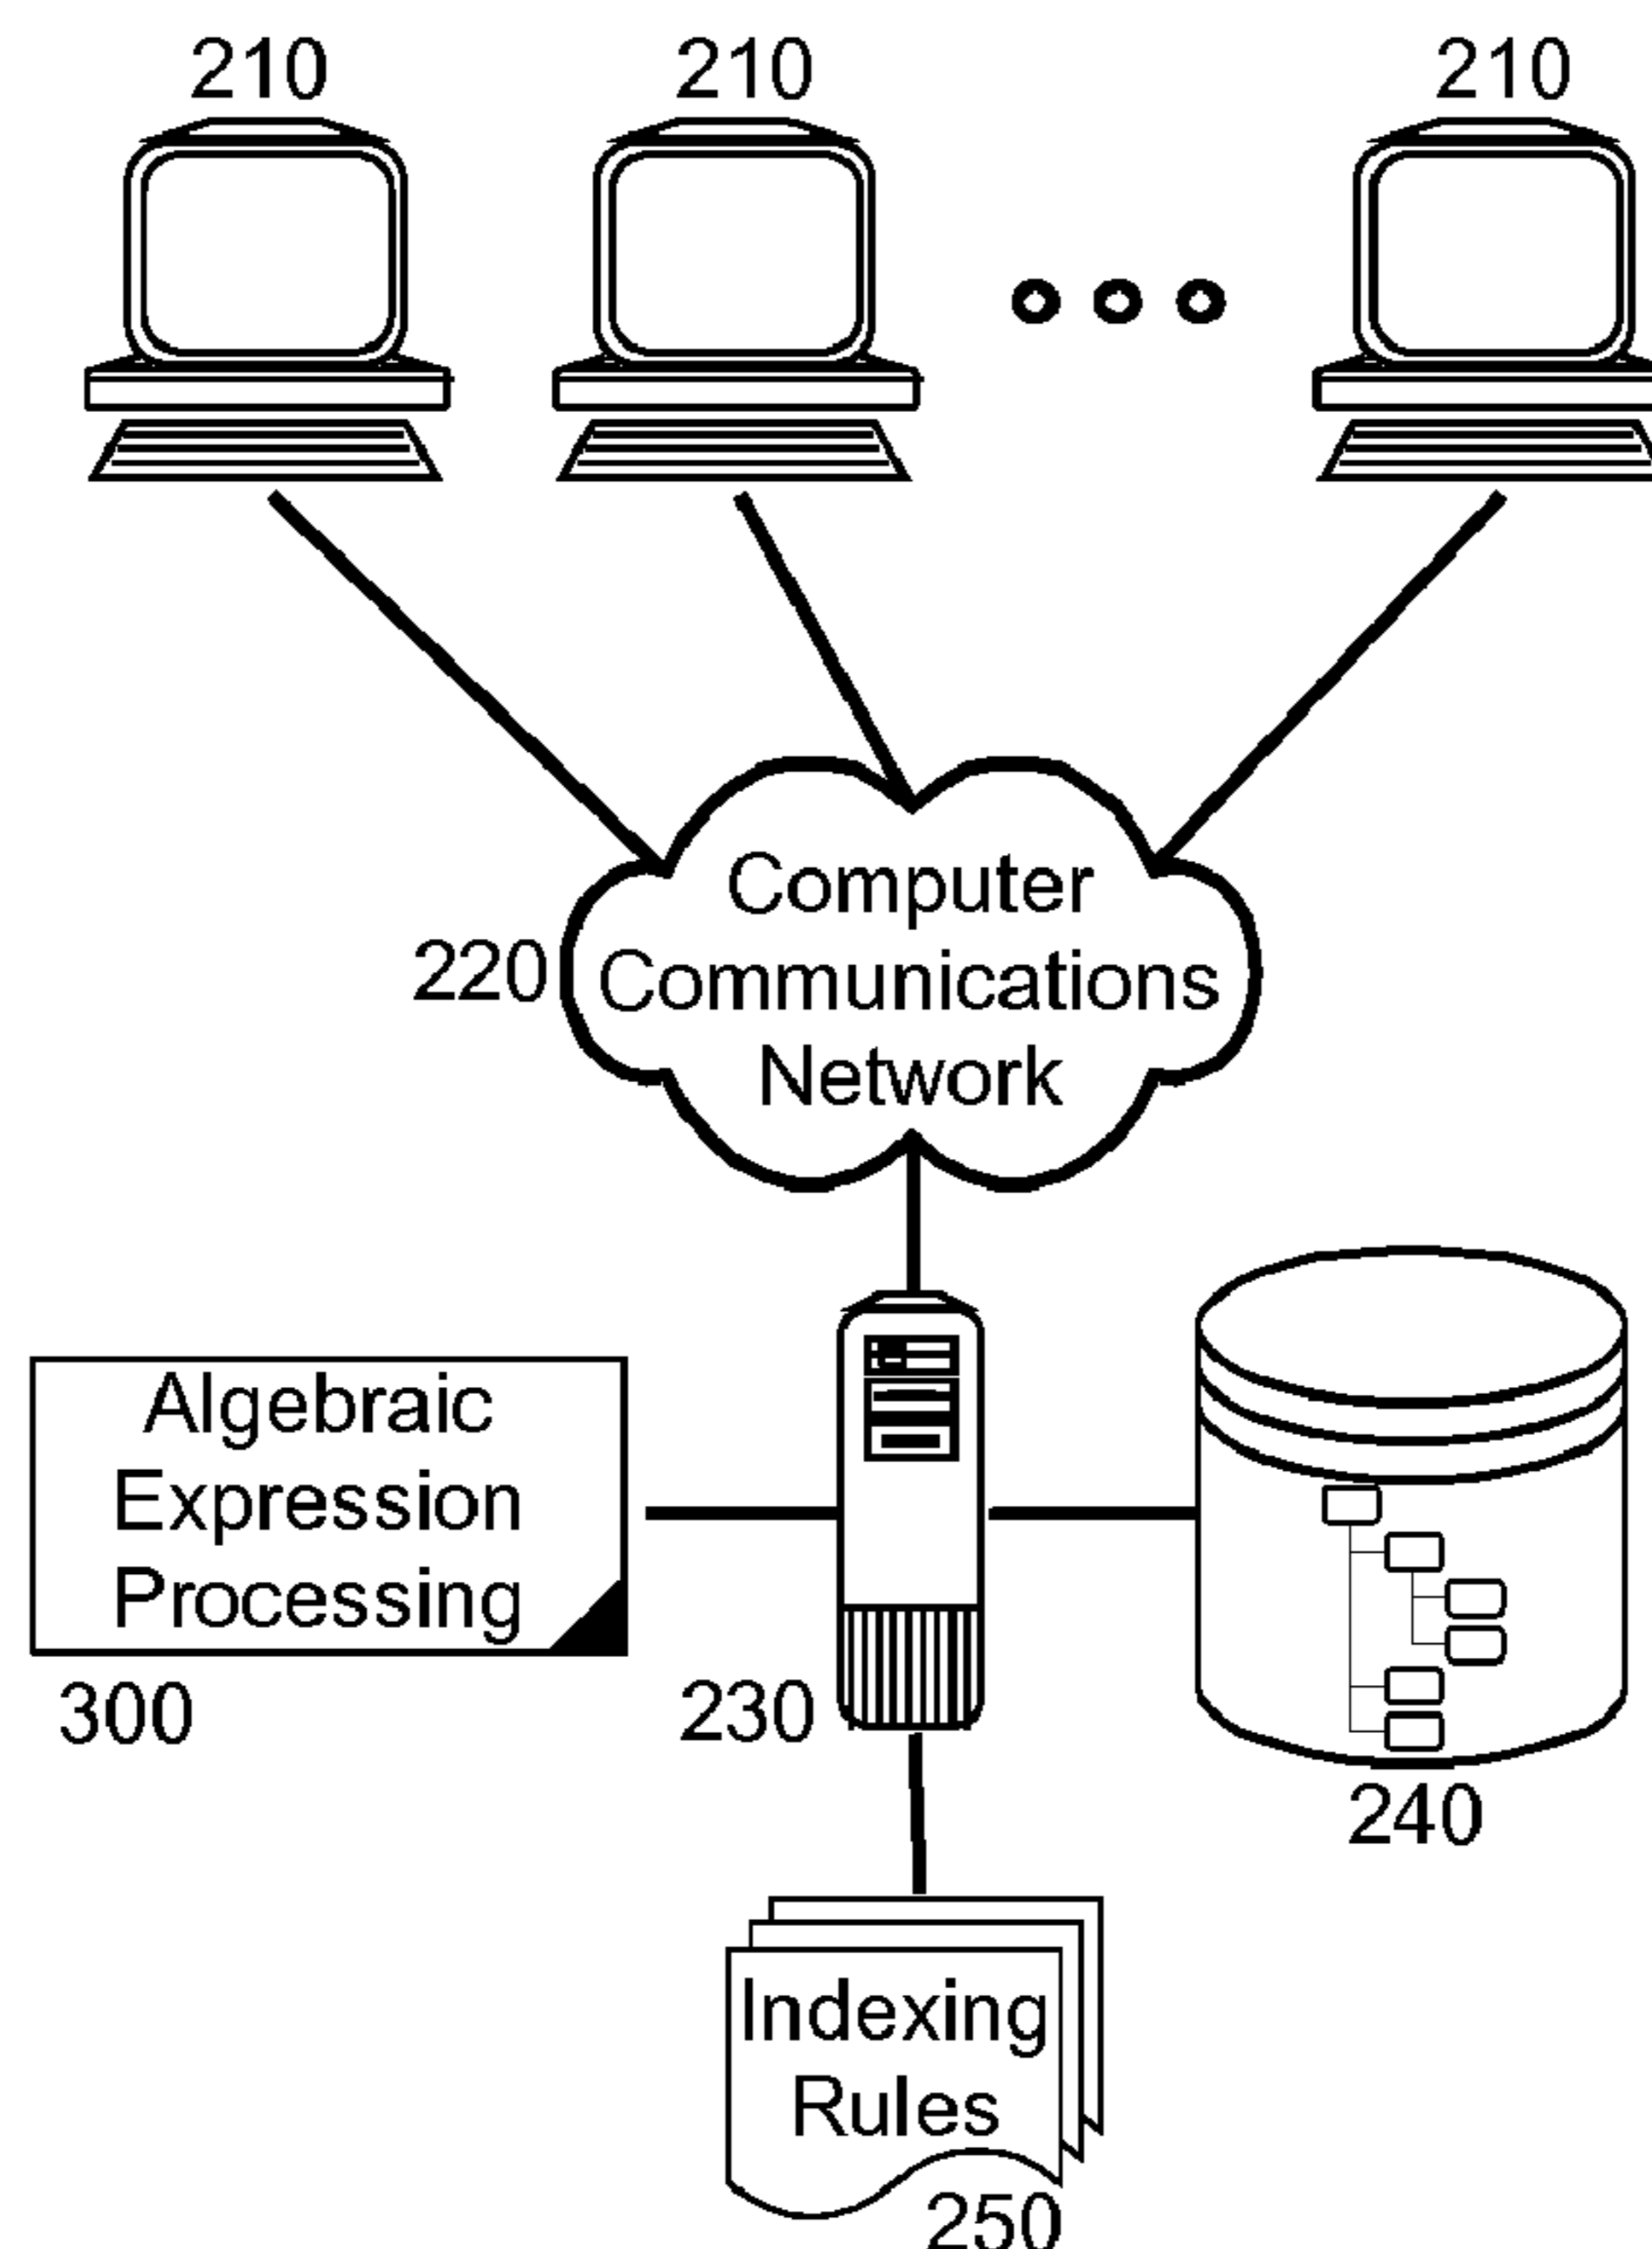 210 210 210
Computer
220 Communications
Network
Algebraic
Expression
Processing
300
230
240
Indexing
Rules
250